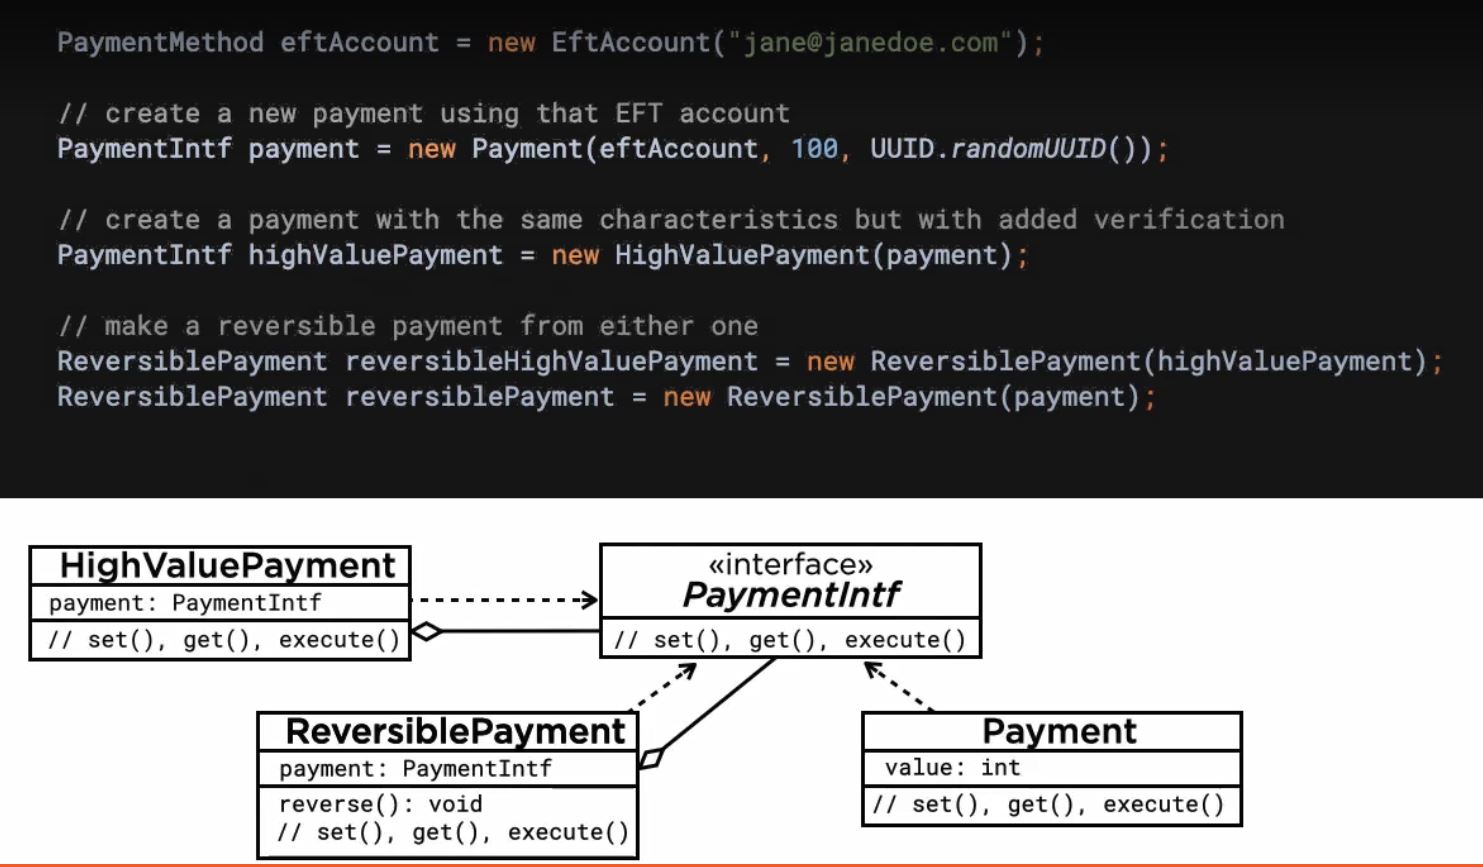 PaymentMethod eftAccount = new EftAccount("jane@janedoe.com");
// create a new payment using that EFT account
PaymentIntf payment = new Payment(eftAccount, 100, UUID.randomUUID());
// create a payment with the same characteristics but with added verification
PaymentIntf highValuePayment = new HighValuePayment(payment);
// make a reversible payment from either one
ReversiblePayment reversibleHighValuePayment = new ReversiblePayment(highValuePayment);
ReversiblePayment reversiblePayment = new ReversiblePayment(payment);
HighValuePayment
payment: PaymentIntf
// set(), get(), execute()
«interface»
PaymentIntf
// set(), get(), execute()
ReversiblePayment
payment: PaymentIntf
reverse(): void
// set(), get(), execute()
Payment
value: int
// set(), get(), execute()